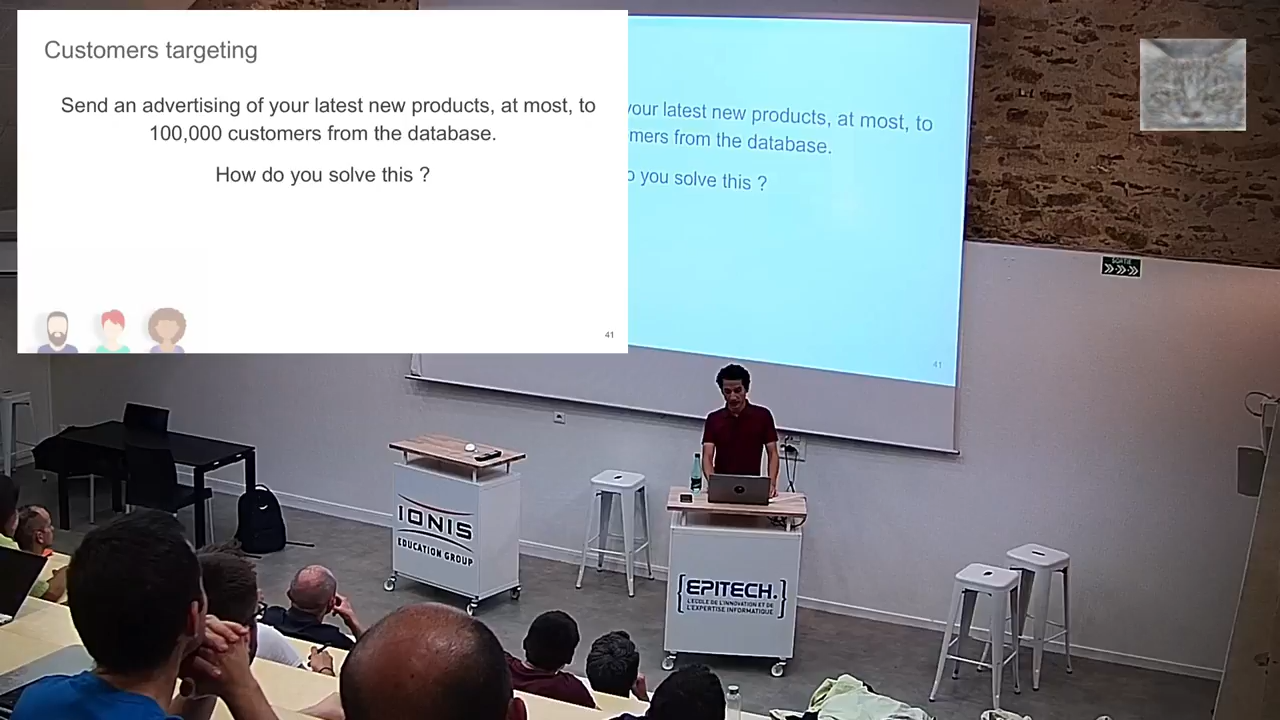 Customers targeting
Send an advertising of your latest new products, at most, to
100,000 customers from the database.
How do you solve this ?
41
your latest new products, at most, to
mers from the database.
o you solve this ?
41
SORTIE
IONIS
EDUCATION GROUP
[EPITECH.]
L'ECOLE DE L'INNOVATION ET DE
L'EXPERTISE INFORMATIQUE